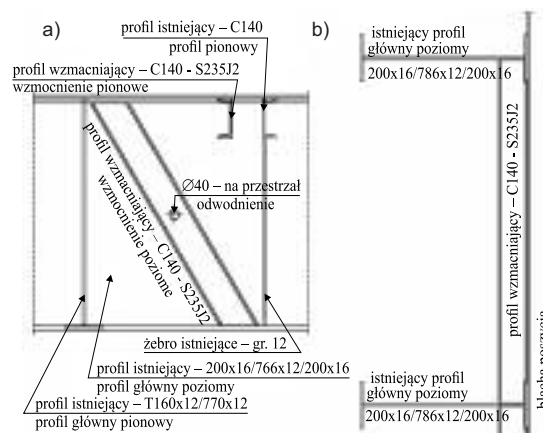 a)
profil istniejący – C140
profil pionowy
profil wzmacniający – C140 - S235J2
wzmocnienie pionowe
profil wzmacniający – C140 - S235J2
wzmocnienie poziome
Ø40 – na przestrzał
odwodnienie
żebro istniejące – gr. 12
profil istniejący – 200x16/766x12/200x16
profil główny poziomy
profil istniejący – T160x12/770x12
profil główny pionowy
b)
istniejący profil
główny poziomy
200x16/786x12/200x16
profil wzmacniający – C140 - S235J2
istniejący profil
główny poziomy
200x16/786x12/200x16
blacha poszycia